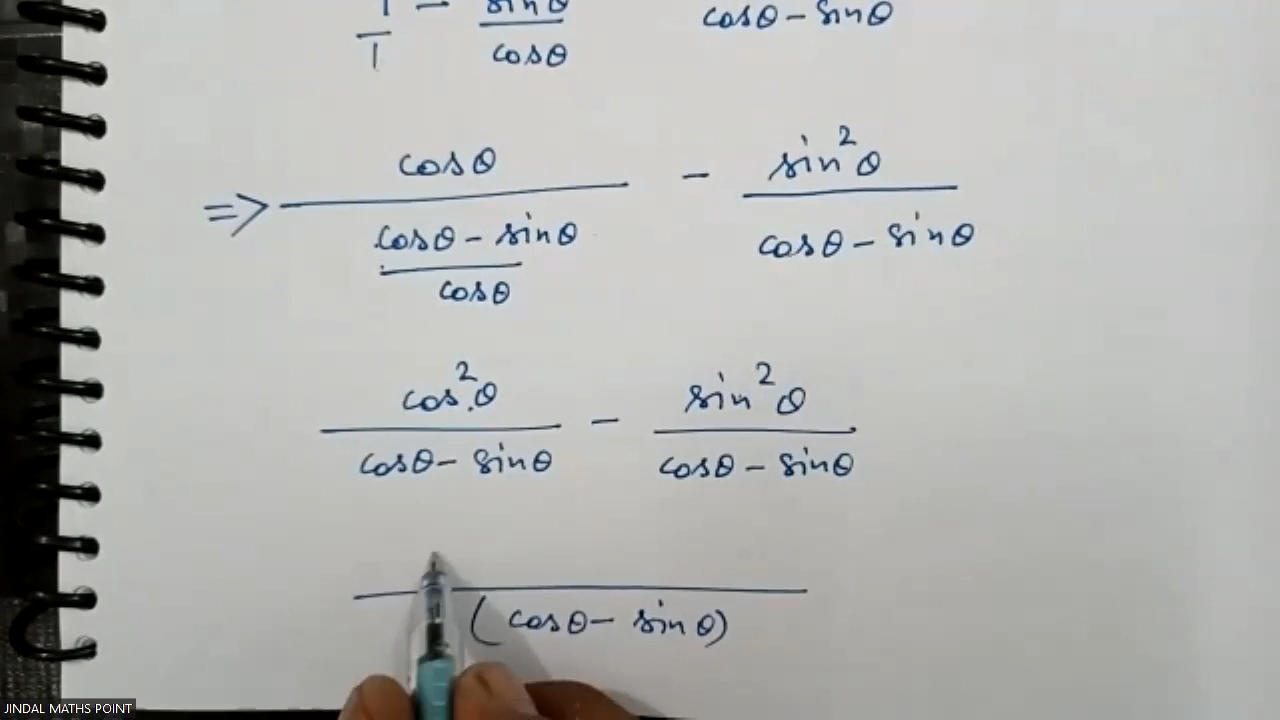 1/1 - sinθ/cosθ cosθ - sinθ
=> cosθ/((cosθ - sinθ)/cosθ) - sin²θ/(cosθ - sinθ)
cos²θ/(cosθ - sinθ) - sin²θ/(cosθ - sinθ)
(cosθ - sinθ)
JINDAL MATHS POINT